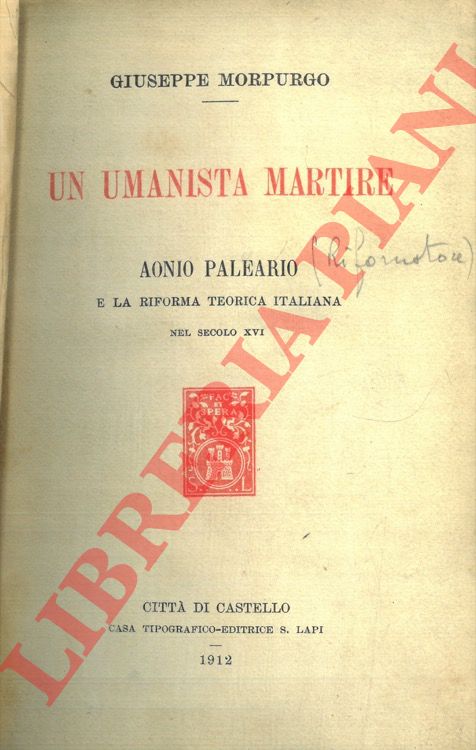 GIUSEPPE MORPURGO
UN UMANISTA MARTIRE
AONIO PALEARIO (Riformatore)
E LA RIFORMA TEORICA ITALIANA
NEL SECOLO XVI
FAC
ET
SPERA
S. L
CITTÀ DI CASTELLO
CASA TIPOGRAFICO-EDITRICE S. LAPI
1912
LIBRERIA PIANI